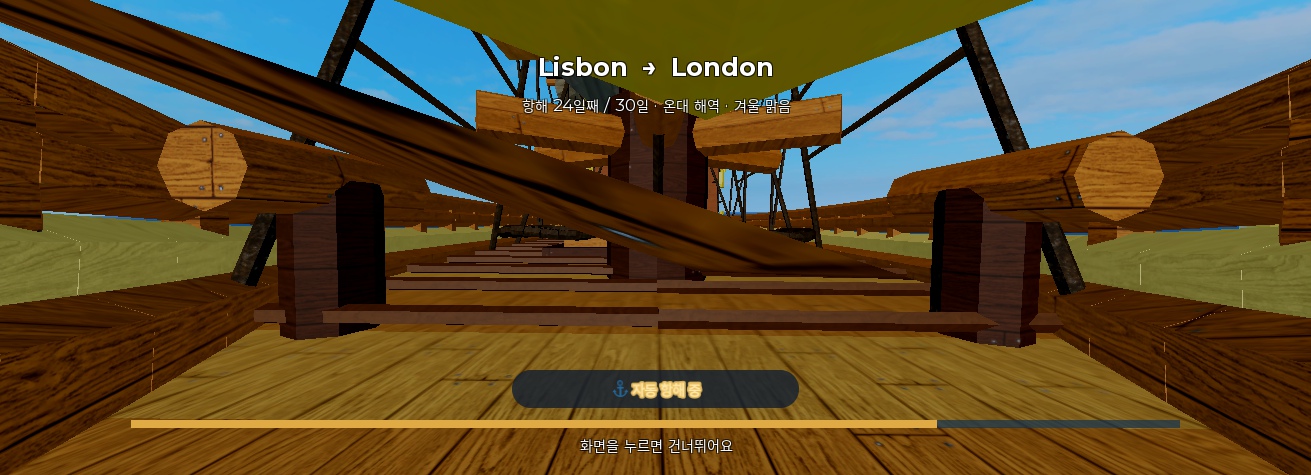 Lisbon → London
항해 24일째 / 30일 · 온대 해역 · 겨울 맑음
⚓ 자동 항해 중
화면을 누르면 건너뛰어요